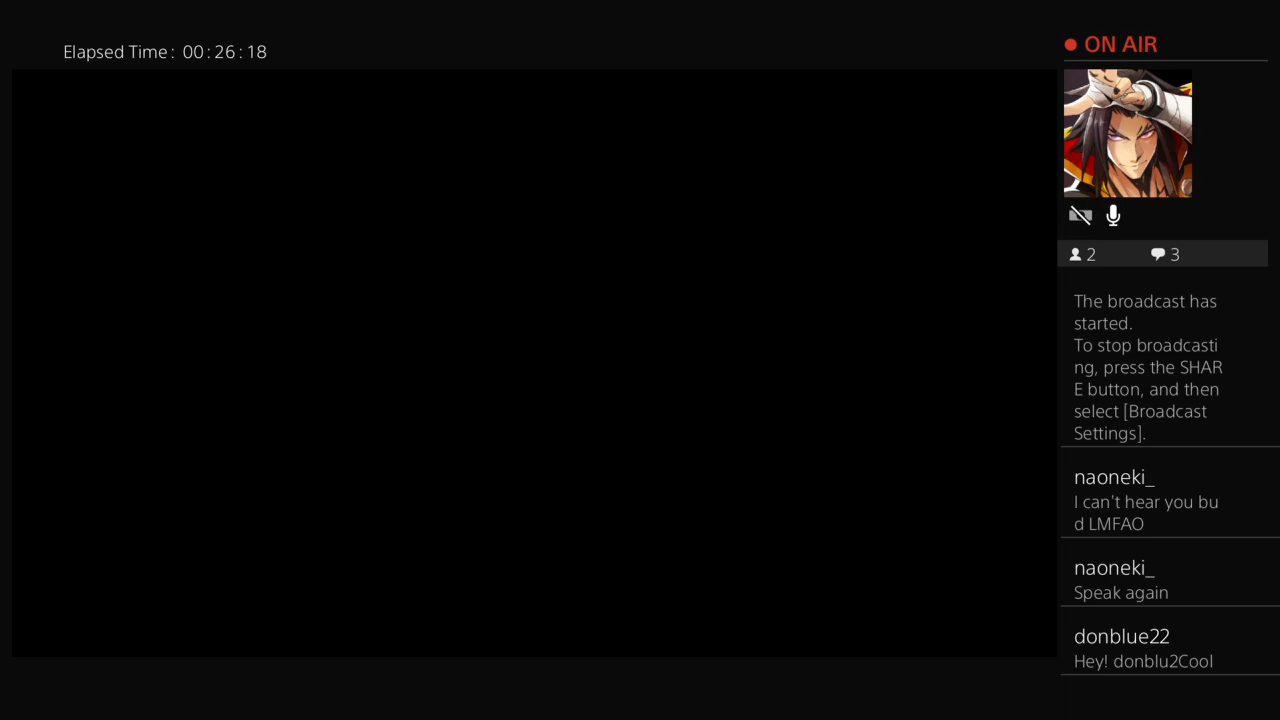 Elapsed Time: 00:26:18
ON AIR
2 3
The broadcast has
started.
To stop broadcasti
ng, press the SHAR
E button, and then
select [Broadcast
Settings].
naoneki_
I can't hear you bu
d LMFAO
naoneki_
Speak again
donblue22
Hey! donblu2Cool